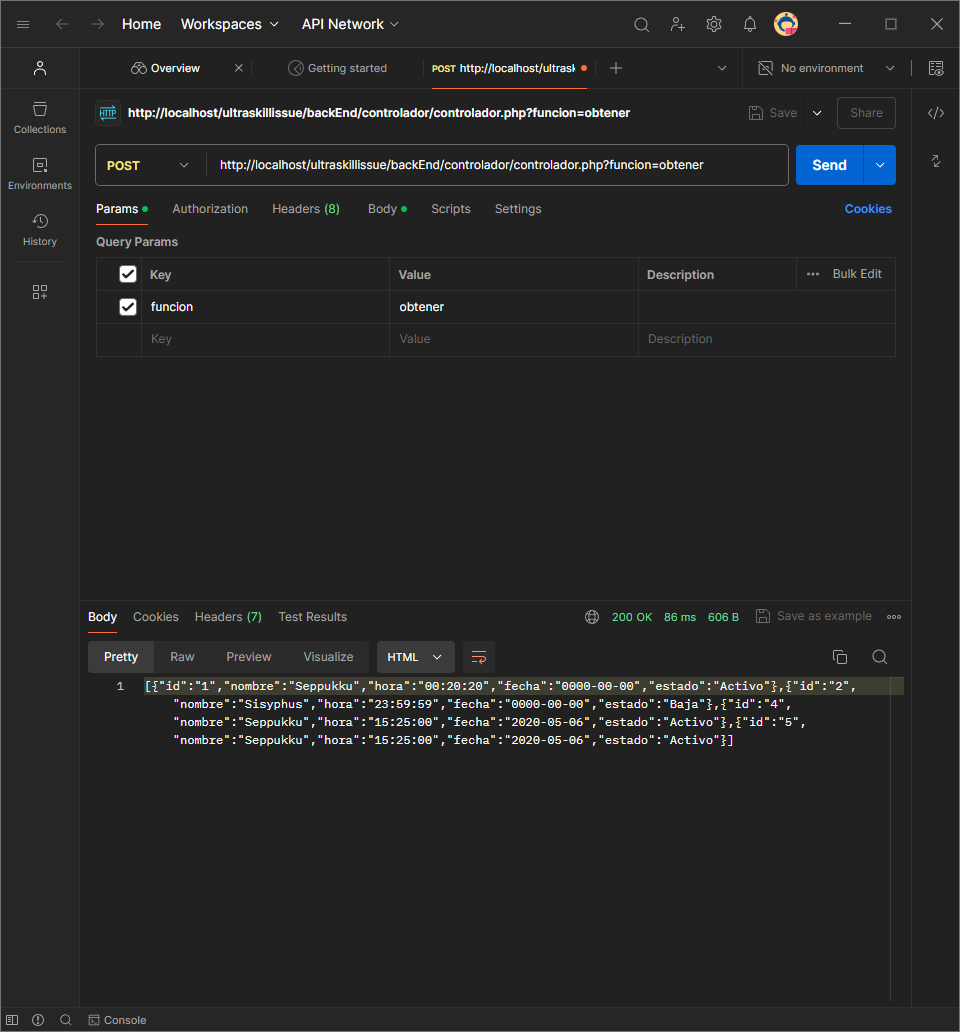 Home Workspaces API Network
Overview Getting started POST http://localhost/ultrask No environment
HTTP http://localhost/ultraskillissue/backEnd/controlador/controlador.php?funcion=obtener Save Share
Collections
POST http://localhost/ultraskillissue/backEnd/controlador/controlador.php?funcion=obtener Send
Environments
Params Authorization Headers (8) Body Scripts Settings Cookies
History
Query Params
Key Value Description Bulk Edit
funcion obtener
Key Value Description
Body Cookies Headers (7) Test Results 200 OK 86 ms 606 B Save as example
Pretty Raw Preview Visualize HTML
1 [{"id":"1","nombre":"Seppukku","hora":"00:20:20","fecha":"0000-00-00","estado":"Activo"},{"id":"2",
"nombre":"Sisyphus","hora":"23:59:59","fecha":"0000-00-00","estado":"Baja"},{"id":"4",
"nombre":"Seppukku","hora":"15:25:00","fecha":"2020-05-06","estado":"Activo"},{"id":"5",
"nombre":"Seppukku","hora":"15:25:00","fecha":"2020-05-06","estado":"Activo"}]
Console